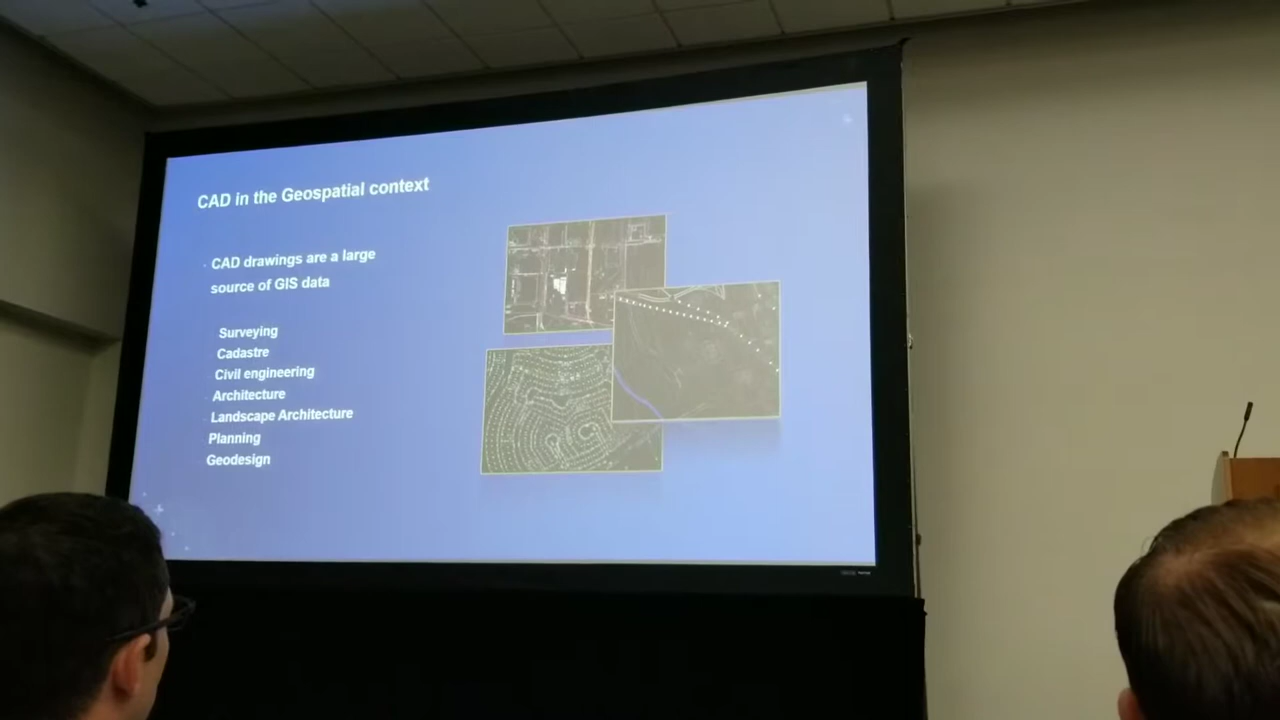 CAD in the Geospatial context
CAD drawings are a large
source of GIS data
Surveying
Cadastre
Civil engineering
Architecture
Landscape Architecture
Planning
Geodesign